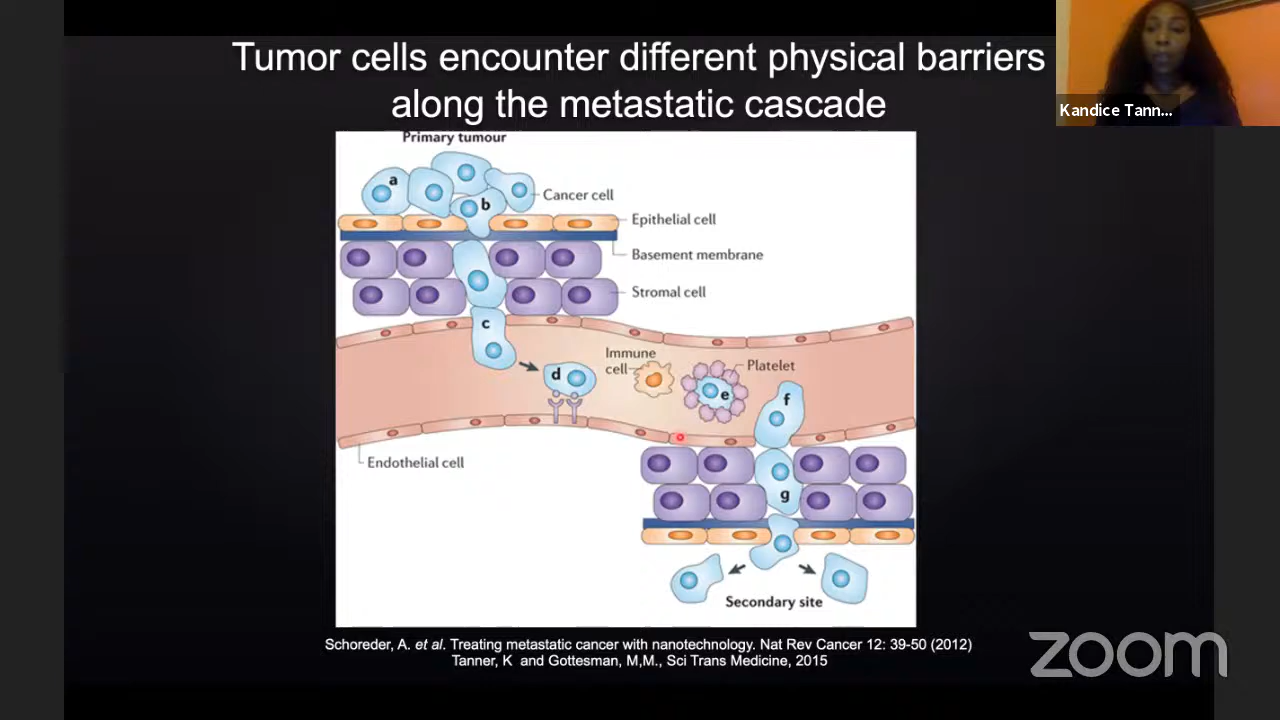 Tumor cells encounter different physical barriers
along the metastatic cascade
Kandice Tann...
Primary tumour
a
b
Cancer cell
Epithelial cell
Basement membrane
Stromal cell
c
Immune
cell
d
Platelet
e
f
Endothelial cell
g
Secondary site
Schoreder, A. et al. Treating metastatic cancer with nanotechnology. Nat Rev Cancer 12: 39-50 (2012)
Tanner, K and Gottesman, M,M., Sci Trans Medicine, 2015
zoom